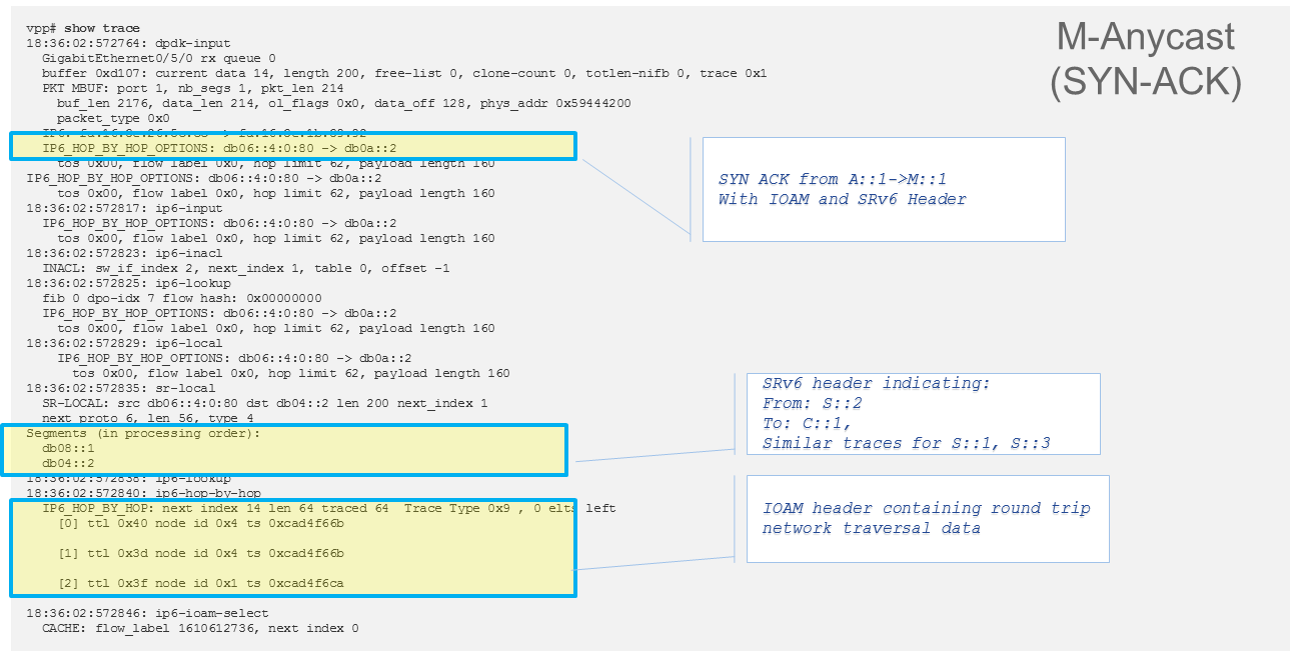 M-Anycast
(SYN-ACK)
vpp# show trace
18:36:02:572764: dpdk-input
GigabitEthernet0/5/0 rx queue 0
buffer 0xd107: current data 14, length 200, free-list 0, clone-count 0, totlen-nifb 0, trace 0x1
PKT MBUF: port 1, nb_segs 1, pkt_len 214
buf_len 2176, data_len 214, ol_flags 0x0, data_off 128, phys_addr 0x59444200
packet_type 0x0
IP6:
IP6_HOP_BY_HOP_OPTIONS: db06::4:0:80 -> db0a::2
tos 0x00, flow label 0x0, hop limit 62, payload length 160
IP6_HOP_BY_HOP_OPTIONS: db06::4:0:80 -> db0a::2
tos 0x00, flow label 0x0, hop limit 62, payload length 160
18:36:02:572817: ip6-input
IP6_HOP_BY_HOP_OPTIONS: db06::4:0:80 -> db0a::2
tos 0x00, flow label 0x0, hop limit 62, payload length 160
18:36:02:572823: ip6-inacl
INACL: sw_if_index 2, next_index 1, table 0, offset -1
18:36:02:572825: ip6-lookup
fib 0 dpo-idx 7 flow hash: 0x00000000
IP6_HOP_BY_HOP_OPTIONS: db06::4:0:80 -> db0a::2
tos 0x00, flow label 0x0, hop limit 62, payload length 160
18:36:02:572829: ip6-local
IP6_HOP_BY_HOP_OPTIONS: db06::4:0:80 -> db0a::2
tos 0x00, flow label 0x0, hop limit 62, payload length 160
18:36:02:572835: sr-local
SR-LOCAL: src db06::4:0:80 dst db04::2 len 200 next_index 1
next proto 6, len 56, type 4
Segments (in processing order):
db08::1
db04::2
18:36:02:572838: ip6-lookup
18:36:02:572840: ip6-hop-by-hop
IP6_HOP_BY_HOP: next index 14 len 64 traced 64 Trace Type 0x9 , 0 elts left
[0] ttl 0x40 node id 0x4 ts 0xcad4f66b
[1] ttl 0x3d node id 0x4 ts 0xcad4f66b
[2] ttl 0x3f node id 0x1 ts 0xcad4f6ca
18:36:02:572846: ip6-ioam-select
CACHE: flow_label 1610612736, next index 0
SYN ACK from A::1->M::1
With IOAM and SRv6 Header
SRv6 header indicating:
From: S::2
To: C::1,
Similar traces for S::1, S::3
IOAM header containing round trip
network traversal data